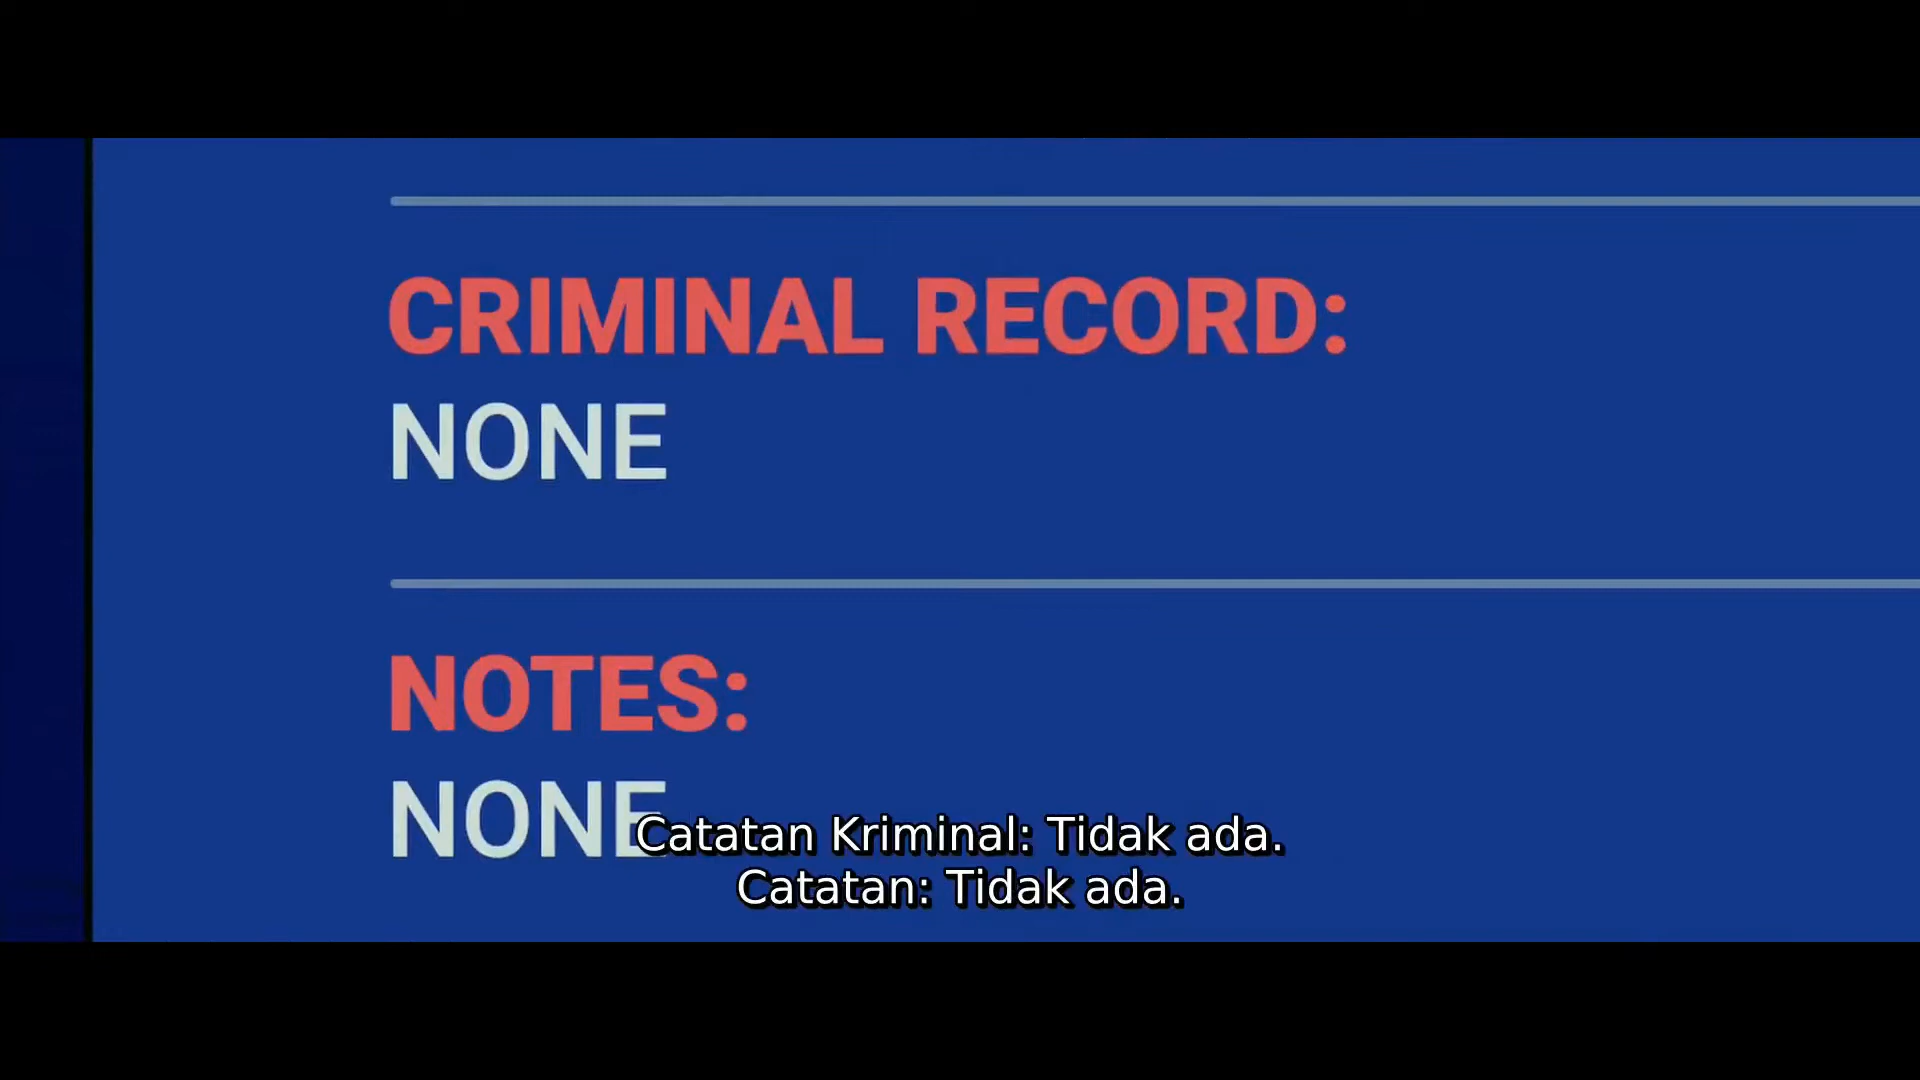 CRIMINAL RECORD:
NONE
NOTES:
NONE
Catatan Kriminal: Tidak ada.
Catatan: Tidak ada.